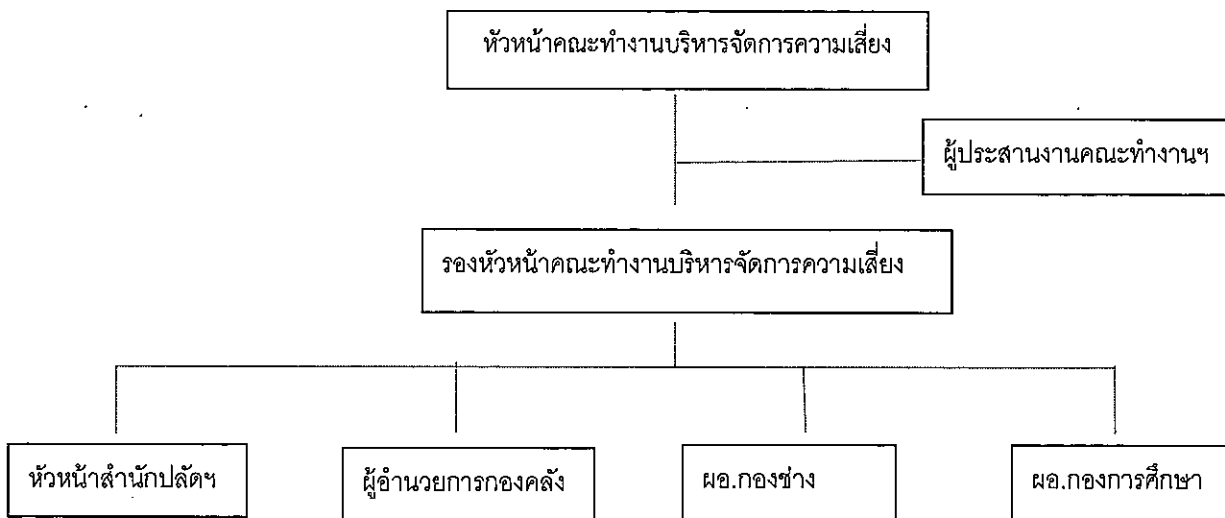 หัวหน้าคณะทำงานบริหารจัดการความเสี่ยง
ผู้ประสานงานคณะทำงานฯ
รองหัวหน้าคณะทำงานบริหารจัดการความเสี่ยง
หัวหน้าสำนักปลัดฯ
ผู้อำนวยการกองคลัง
ผอ.กองช่าง
ผอ.กองการศึกษา